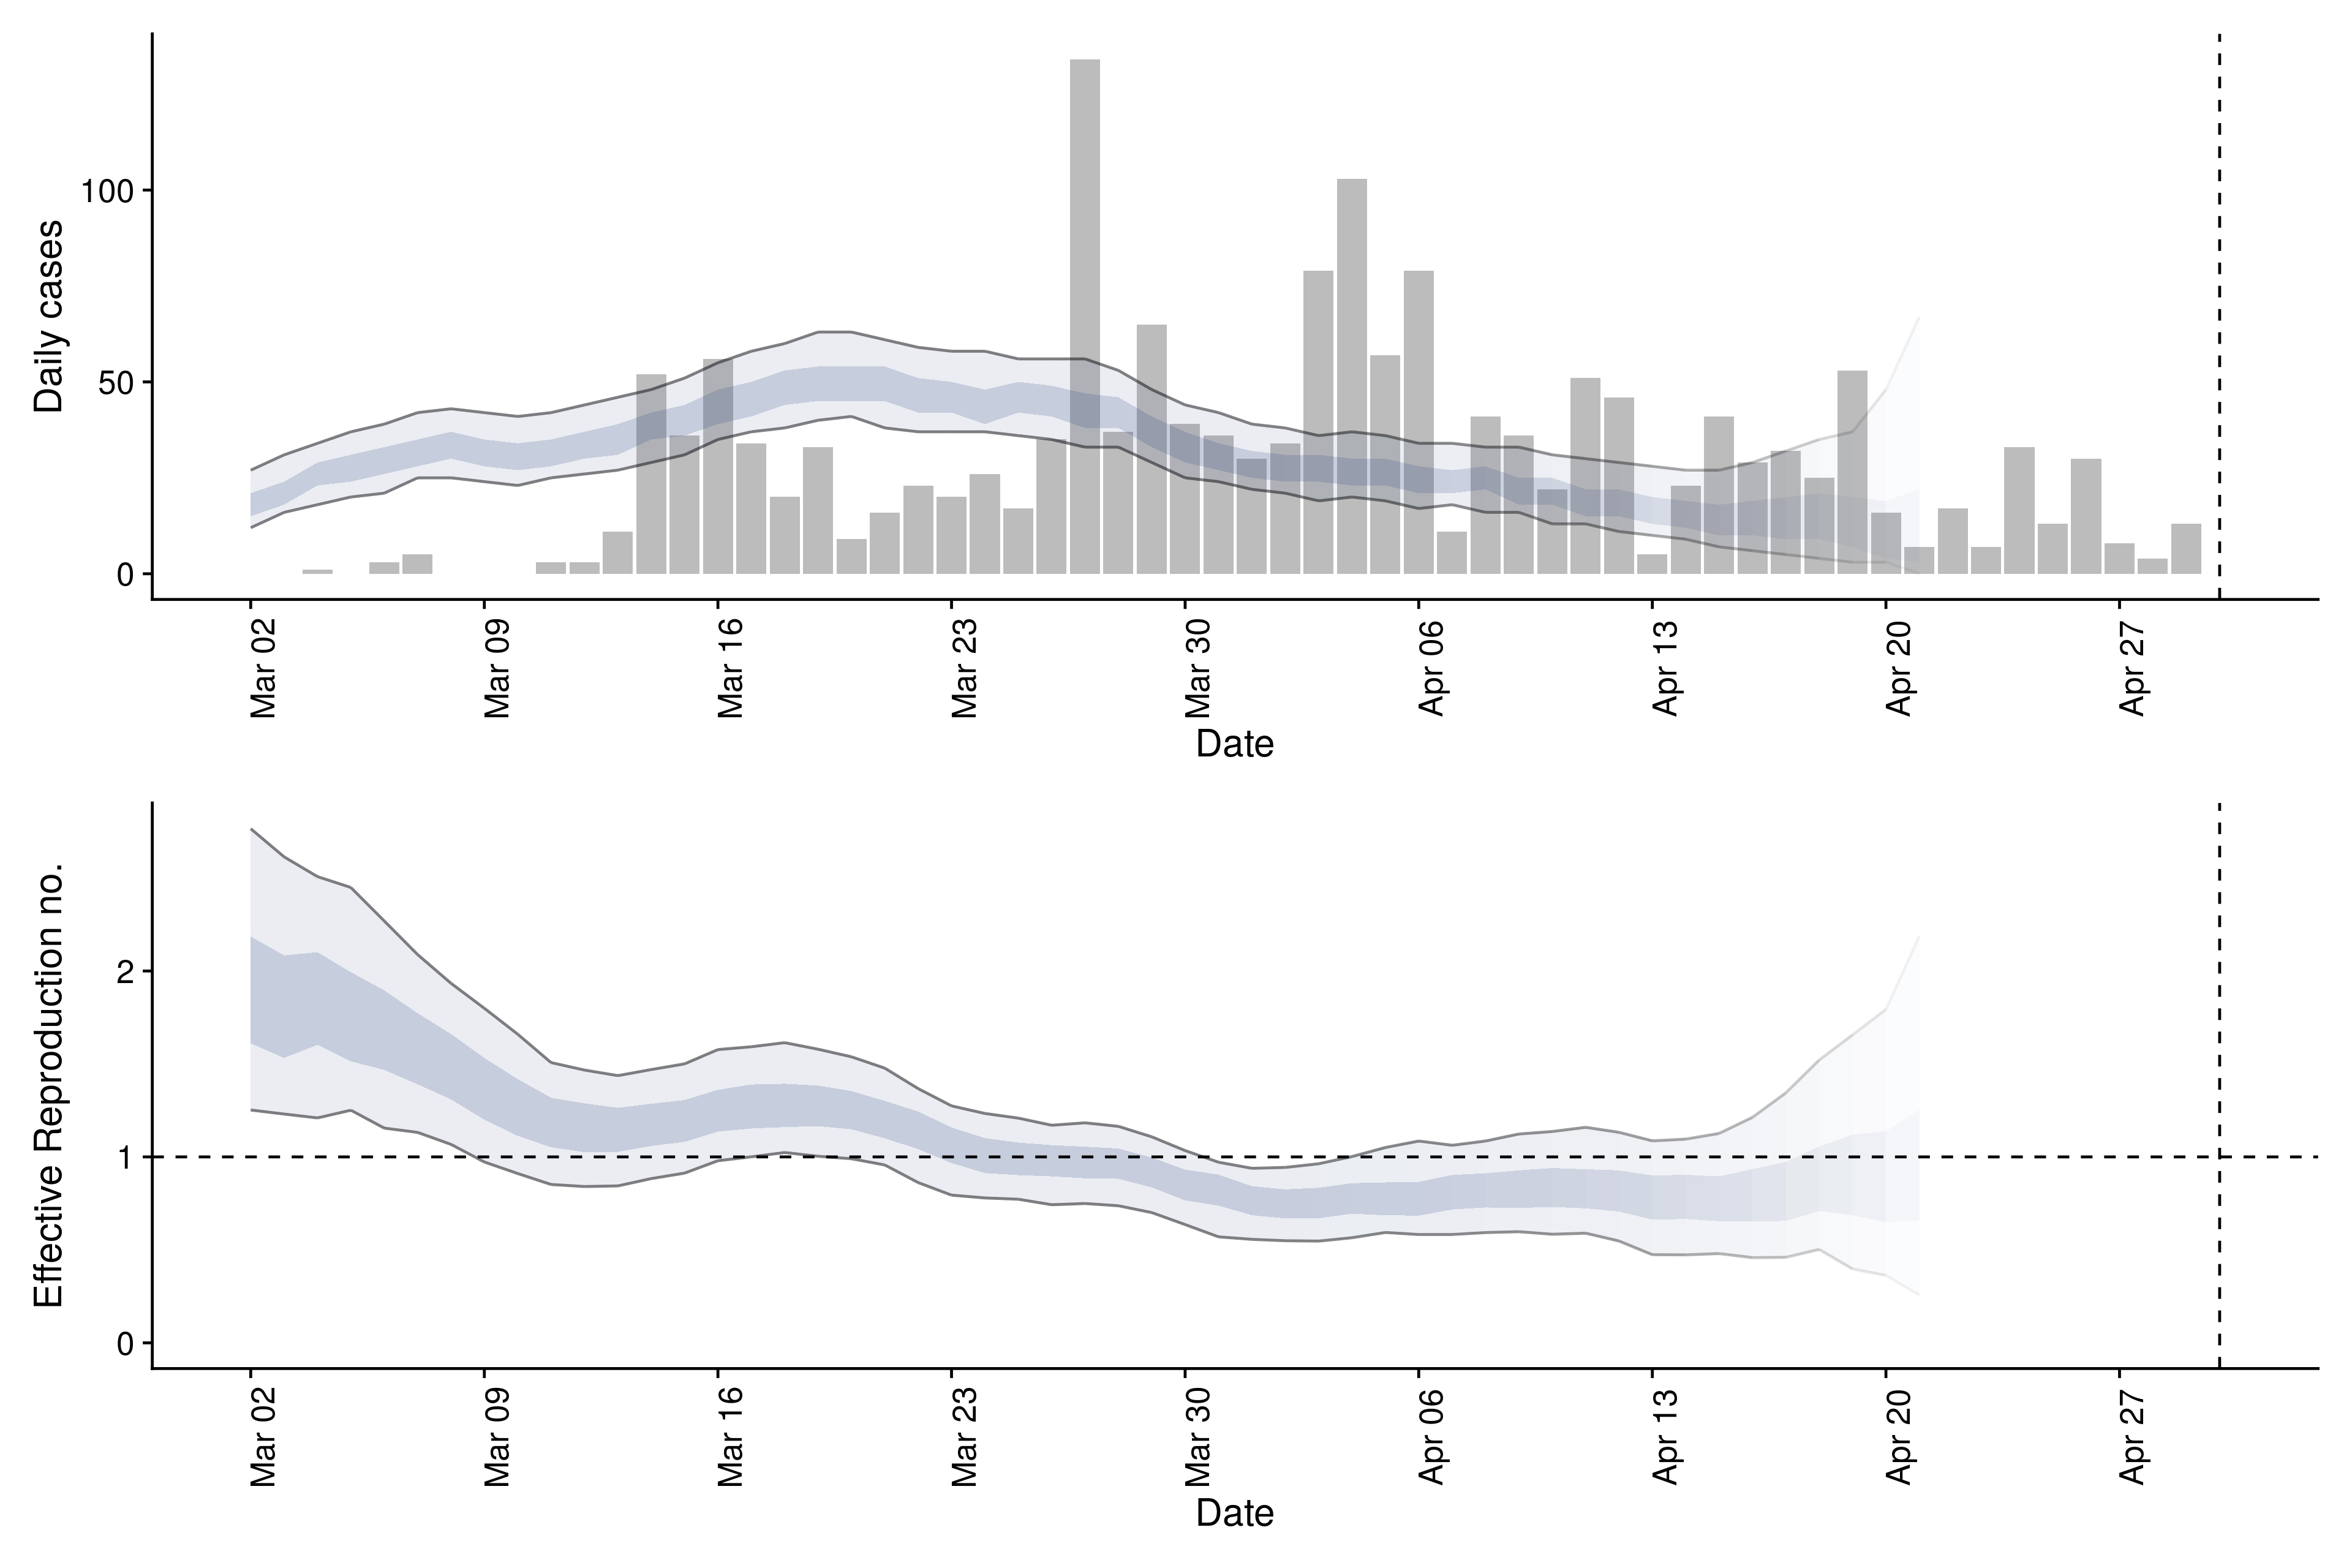 Daily cases
100
50
0
Mar 02
Mar 09
Mar 16
Mar 23
Mar 30
Apr 06
Apr 13
Apr 20
Apr 27
Date
Effective Reproduction no.
2
1
0
Mar 02
Mar 09
Mar 16
Mar 23
Mar 30
Apr 06
Apr 13
Apr 20
Apr 27
Date